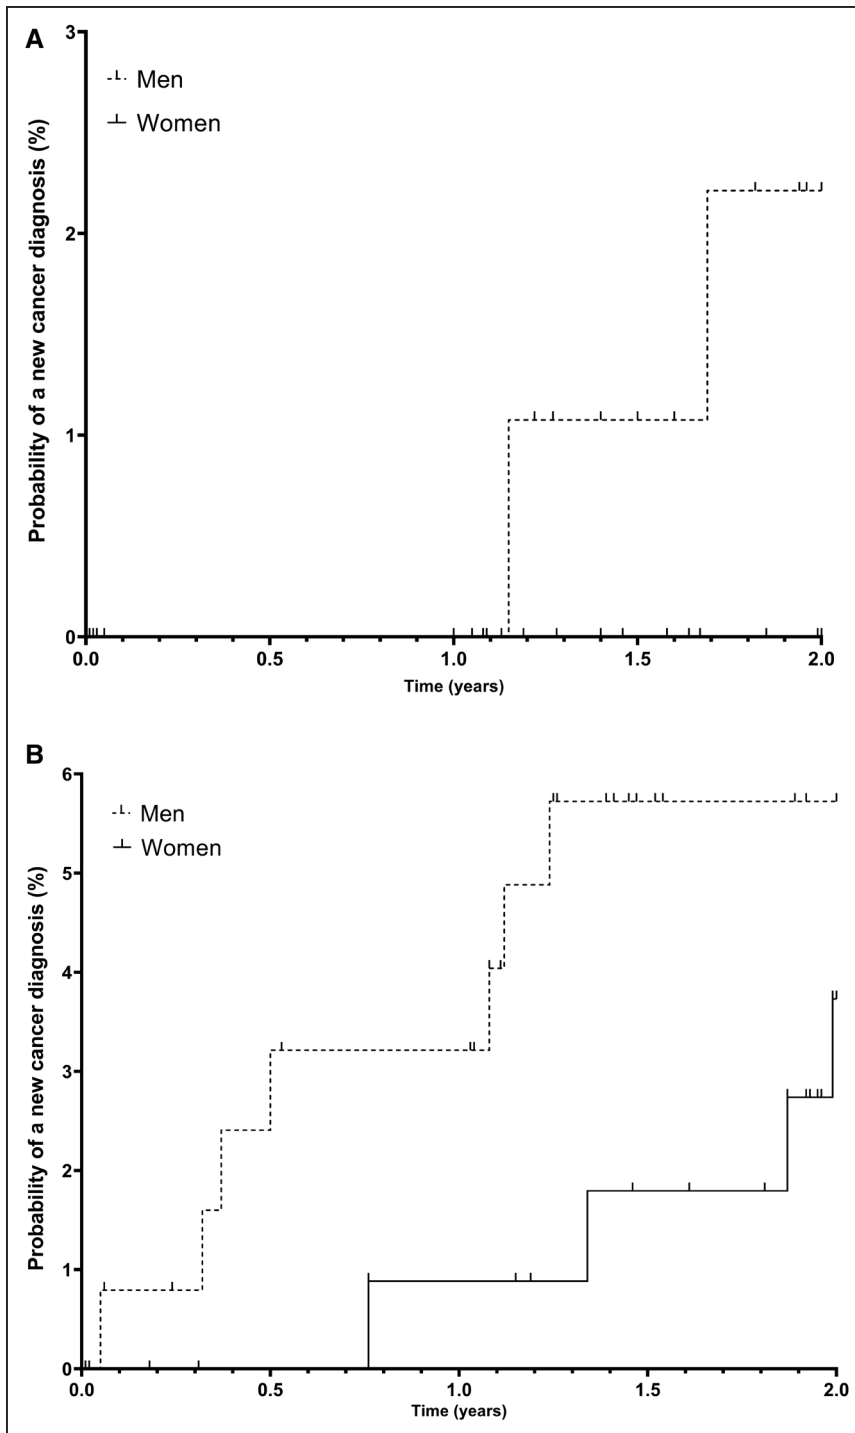 A
Probability of a new cancer diagnosis (%)
3
2
1
0
Men
Women
0.0 0.5 1.0 1.5 2.0
Time (years)
B
Probability of a new cancer diagnosis (%)
6
5
4
3
2
1
0
Men
Women
0.0 0.5 1.0 1.5 2.0
Time (years)